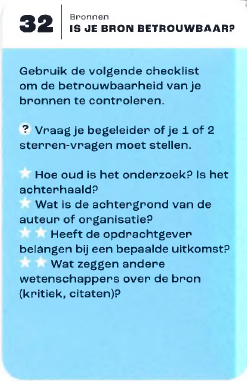 32
Bronnen
IS JE BRON BETROUWBAAR?
Gebruik de volgende checklist
om de betrouwbaarheid van je
bronnen te controleren.
? Vraag je begeleider of je 1 of 2
sterren-vragen moet stellen.
★ Hoe oud is het onderzoek? Is het
achterhaald?
★ Wat is de achtergrond van de
auteur of organisatie?
★ ★ Heeft de opdrachtgever
belangen bij een bepaalde uitkomst?
★ ★ Wat zeggen andere
wetenschappers over de bron
(kritiek, citaten)?